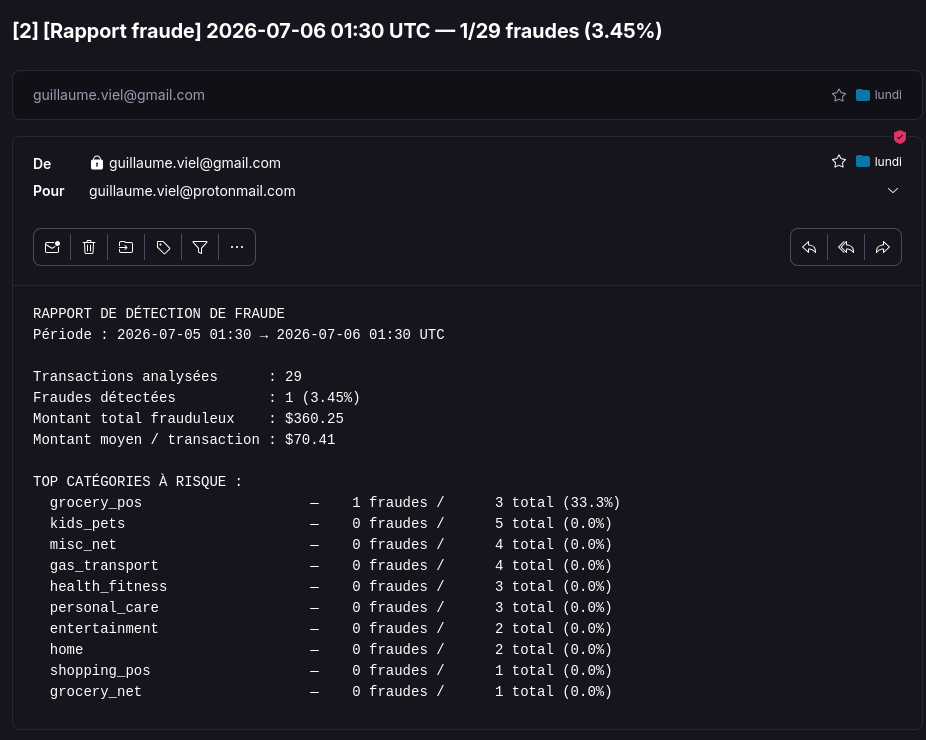 [2] [Rapport fraude] 2026-07-06 01:30 UTC — 1/29 fraudes (3.45%)
guillaume.viel@gmail.com lundi
De guillaume.viel@gmail.com lundi
Pour guillaume.viel@protonmail.com
RAPPORT DE DÉTECTION DE FRAUDE
Période : 2026-07-05 01:30 → 2026-07-06 01:30 UTC
Transactions analysées : 29
Fraudes détectées : 1 (3.45%)
Montant total frauduleux : $360.25
Montant moyen / transaction : $70.41
TOP CATÉGORIES À RISQUE :
grocery_pos — 1 fraudes / 3 total (33.3%)
kids_pets — 0 fraudes / 5 total (0.0%)
misc_net — 0 fraudes / 4 total (0.0%)
gas_transport — 0 fraudes / 4 total (0.0%)
health_fitness — 0 fraudes / 3 total (0.0%)
personal_care — 0 fraudes / 3 total (0.0%)
entertainment — 0 fraudes / 2 total (0.0%)
home — 0 fraudes / 2 total (0.0%)
shopping_pos — 0 fraudes / 1 total (0.0%)
grocery_net — 0 fraudes / 1 total (0.0%)